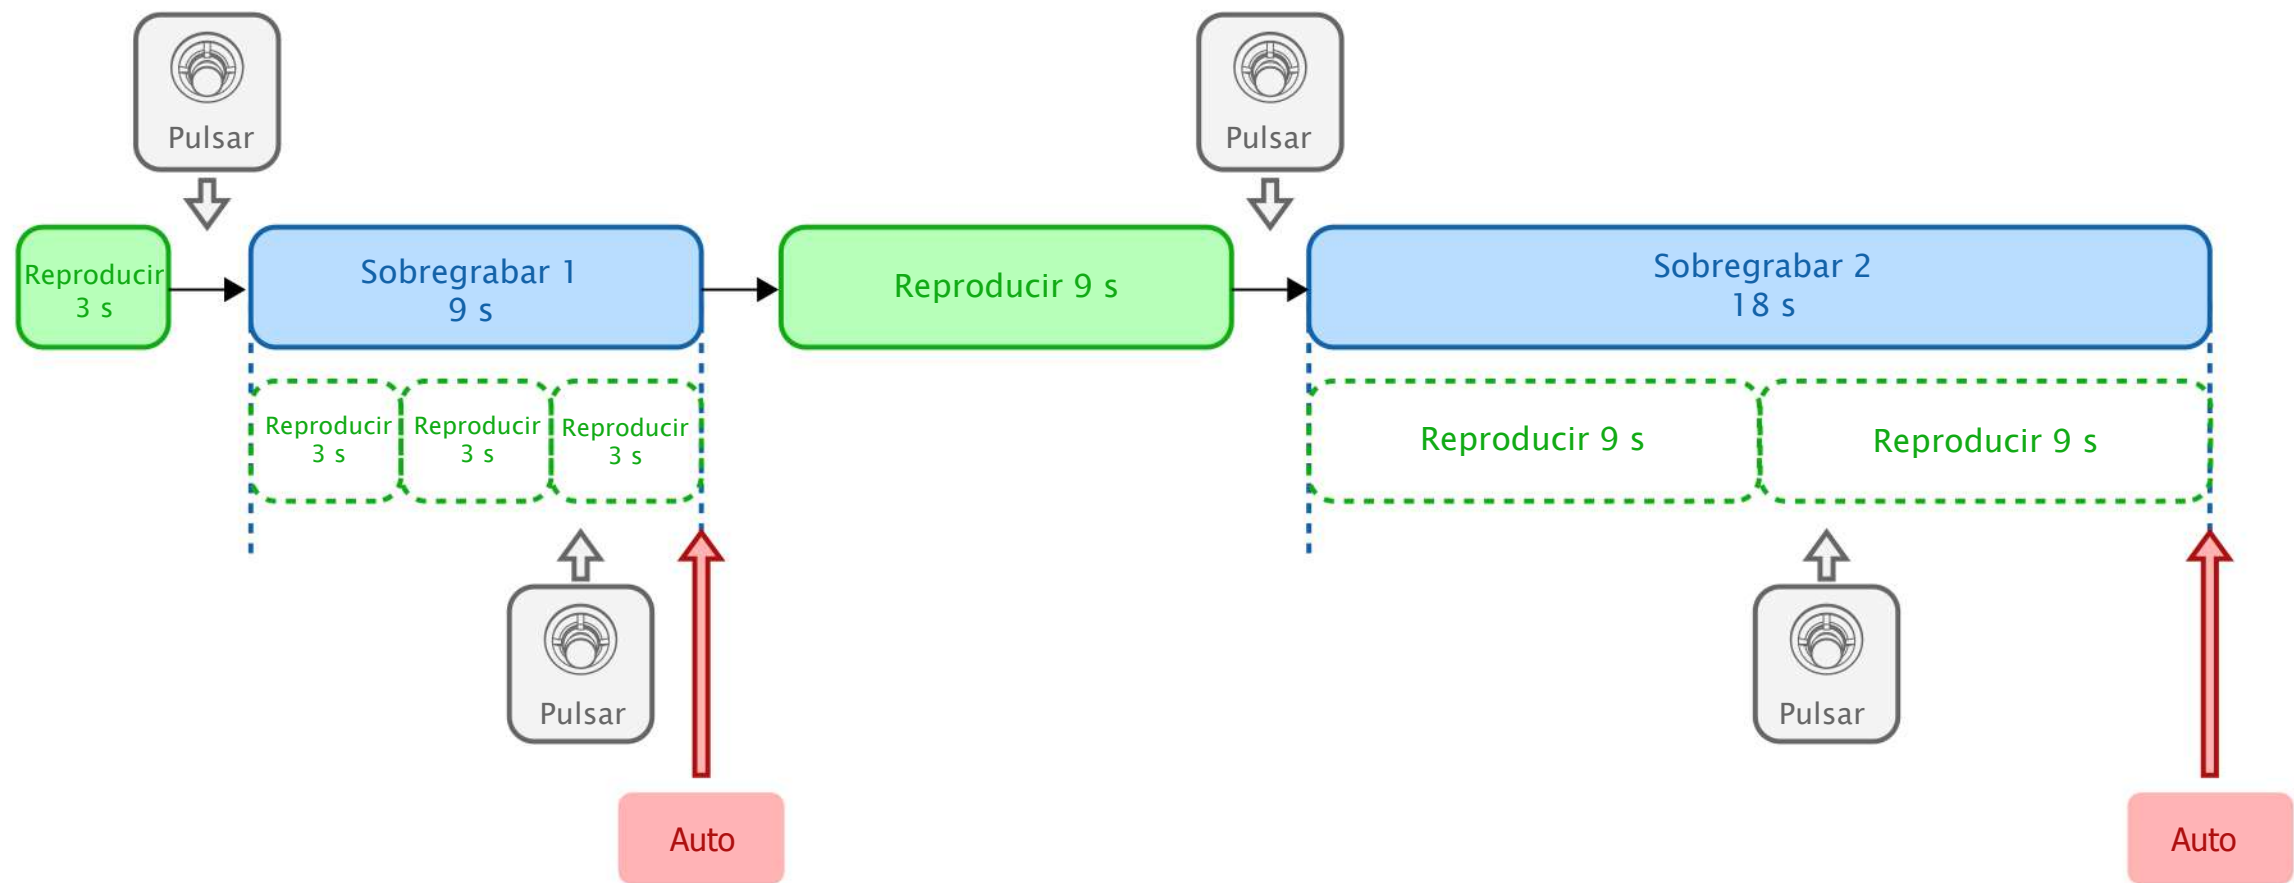 Pulsar
Pulsar
Reproducir
3 s
Sobregrabar 1
9 s
Reproducir 9 s
Sobregrabar 2
18 s
Reproducir
3 s
Reproducir
3 s
Reproducir
3 s
Reproducir 9 s
Reproducir 9 s
Pulsar
Pulsar
Auto
Auto